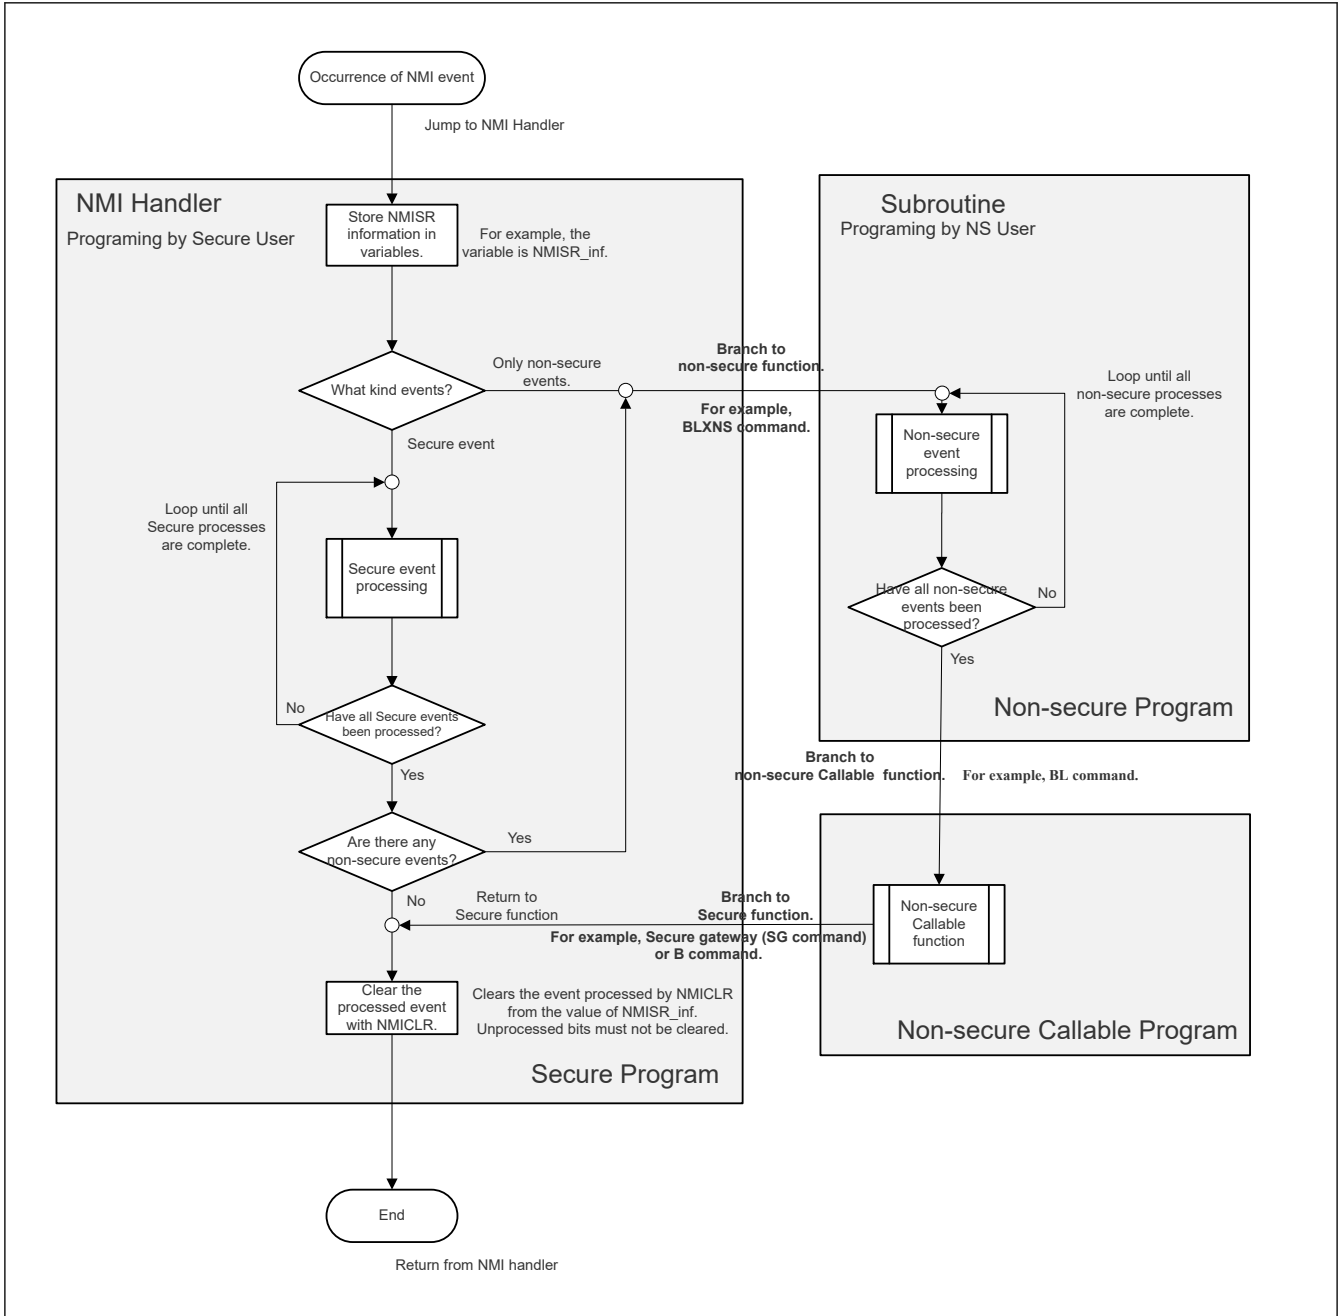 Occurrence of NMI event
Jump to NMI Handler
NMI Handler
Programing by Secure User
Store NMISR
information in
variables.
For example, the
variable is NMISR_inf.
Subroutine
Programing by NS User
What kind events?
Only non-secure
events.
Branch to
non-secure function.
For example,
BLXNS command.
Loop until all
non-secure processes
are complete.
Non-secure
event
processing
Secure event
Loop until all
Secure processes
are complete.
Secure event
processing
Have all non-secure
events been
processed?
No
Yes
Non-secure Program
No
Have all Secure events
been processed?
Yes
Branch to
non-secure Callable function.
For example, BL command.
Are there any
non-secure events?
Yes
No
Return to
Secure function
Branch to
Secure function.
For example, Secure gateway (SG command)
or B command.
Non-secure
Callable
function
Clear the
processed event
with NMICLR.
Clears the event processed by NMICLR
from the value of NMISR_inf.
Unprocessed bits must not be cleared.
Non-secure Callable Program
Secure Program
End
Return from NMI handler